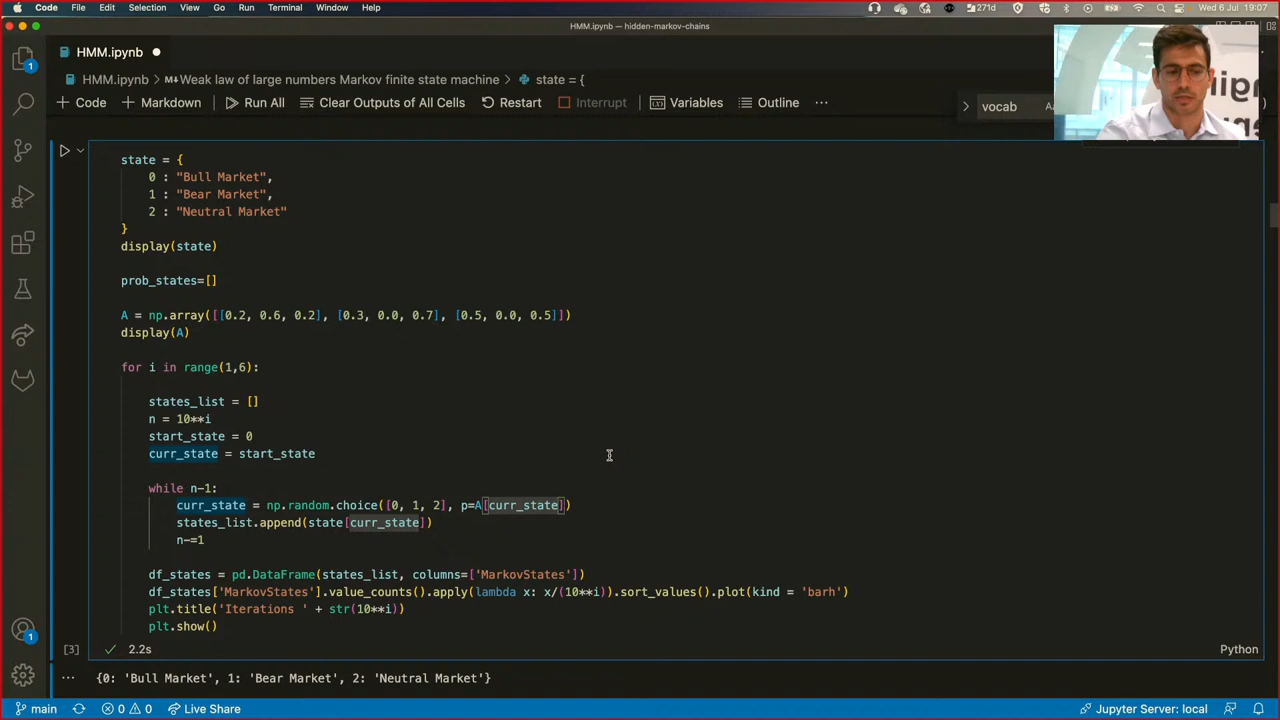 Code File Edit Selection View Go Run Terminal Window Help 271d Wed 6 Jul 19:07
HMM.ipynb — hidden-markov-chains
HMM.ipynb
HMM.ipynb > M Weak law of large numbers Markov finite state machine > state = {
+ Code + Markdown Run All Clear Outputs of All Cells Restart Interrupt Variables Outline ... > vocab
state = {
0 : "Bull Market",
1 : "Bear Market",
2 : "Neutral Market"
}
display(state)
prob_states=[]
A = np.array([[0.2, 0.6, 0.2], [0.3, 0.0, 0.7], [0.5, 0.0, 0.5]])
display(A)
for i in range(1,6):
states_list = []
n = 10**i
start_state = 0
curr_state = start_state
while n-1:
curr_state = np.random.choice([0, 1, 2], p=A[curr_state])
states_list.append(state[curr_state])
n-=1
df_states = pd.DataFrame(states_list, columns=['MarkovStates'])
df_states['MarkovStates'].value_counts().apply(lambda x: x/(10**i)).sort_values().plot(kind = 'barh')
plt.title('Iterations ' + str(10**i))
plt.show()
[3] ✓ 2.2s Python
... {0: 'Bull Market', 1: 'Bear Market', 2: 'Neutral Market'}
main 0 0 Live Share Jupyter Server: local
1
1